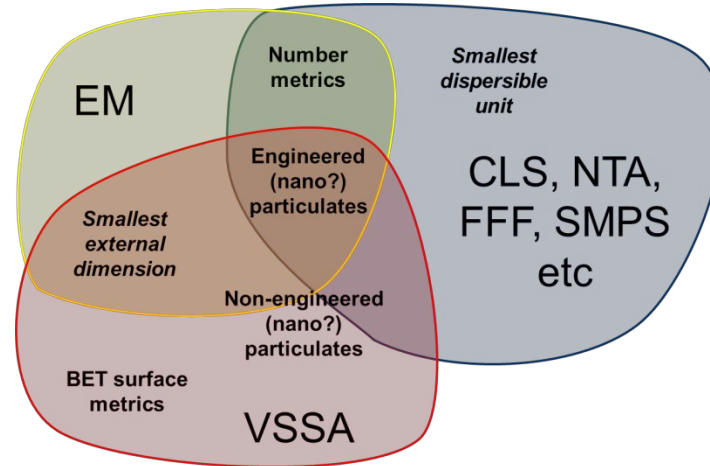 EM
Number
metrics
Smallest
dispersible
unit
Engineered
(nano?)
particulates
CLS, NTA,
FFF, SMPS
etc
Smallest
external
dimension
Non-engineered
(nano?)
particulates
BET surface
metrics
VSSA